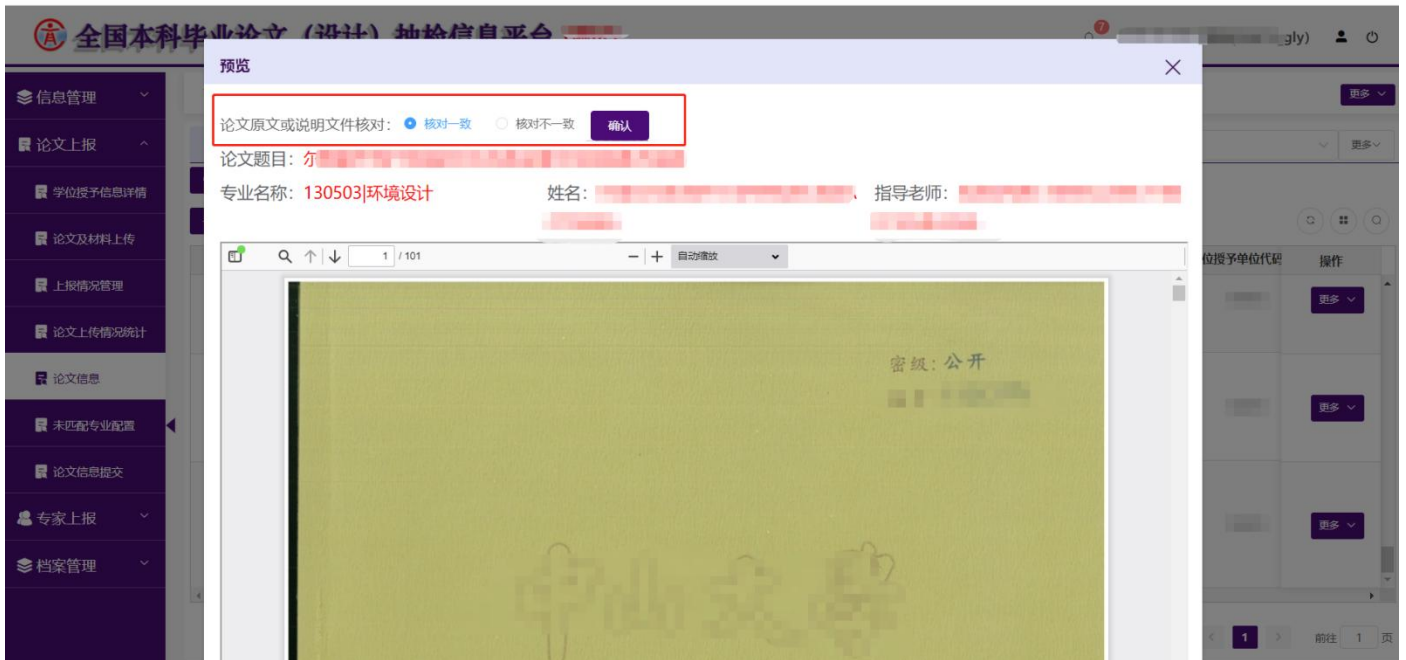 全国本科毕业论文（设计）抽检信息平台
7
gly)
预览
信息管理
更多
论文原文或说明文件核对： 核对一致 核对不一致 确认
论文上报
更多
论文题目：尔
学位授予信息详情
专业名称：130503|环境设计 姓名： 指导老师：
论文及材料上传
1 / 101 自动缩放
位授予单位代码 操作
上报情况管理
更多
论文上传情况统计
密级：公开
论文信息
更多
未匹配专业配置
论文信息提交
专家上报
更多
档案管理
1 前往 1 页